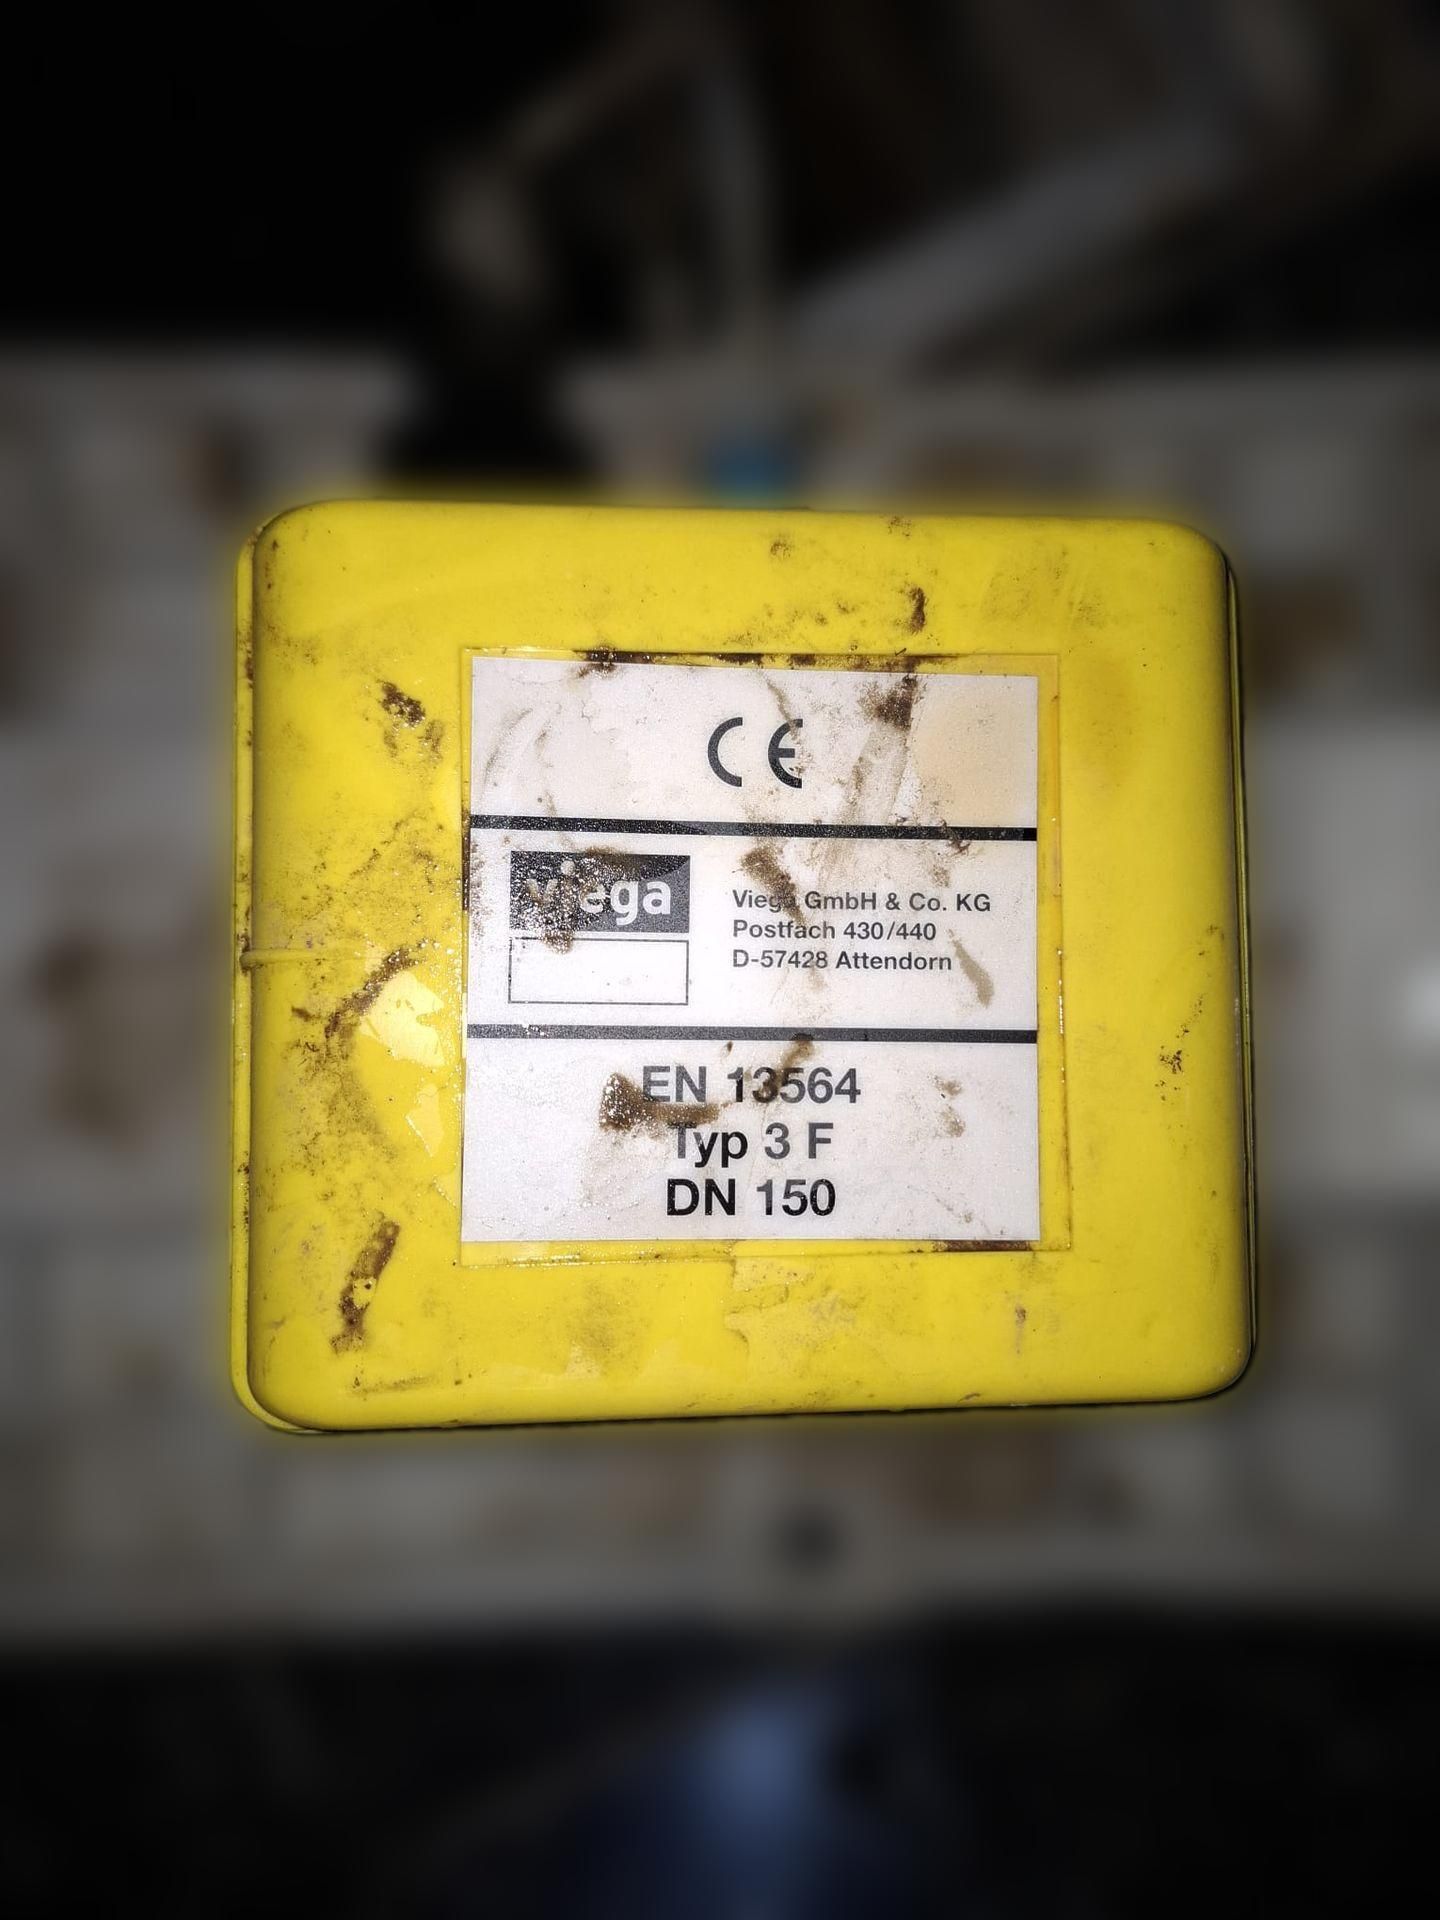 CE
viega
Viega GmbH & Co. KG
Postfach 430/440
D-57428 Attendorn
EN 13564
Typ 3 F
DN 150